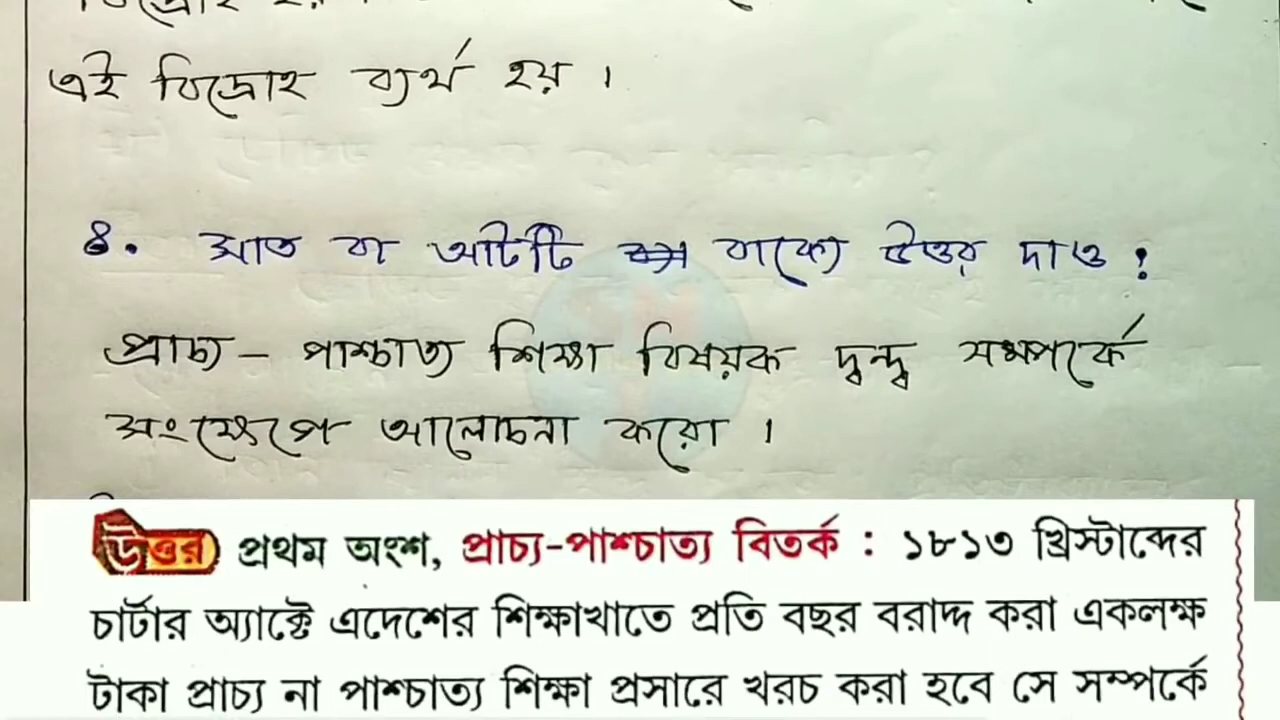 এই বিদ্রোহ ব্যর্থ হয় ।
৪. সাত বা আটটি বাক্যে উত্তর দাও :
প্রাচ্য - পাশ্চাত্য শিক্ষা বিষয়ক দ্বন্দ্ব সম্পর্কে
সংক্ষেপে আলোচনা করো ।
উত্তর প্রথম অংশ, প্রাচ্য-পাশ্চাত্য বিতর্ক : ১৮১৩ খ্রিস্টাব্দের
চার্টার অ্যাক্টে এদেশের শিক্ষাখাতে প্রতি বছর বরাদ্দ করা একলক্ষ
টাকা প্রাচ্য না পাশ্চাত্য শিক্ষা প্রসারে খরচ করা হবে সে সম্পর্কে